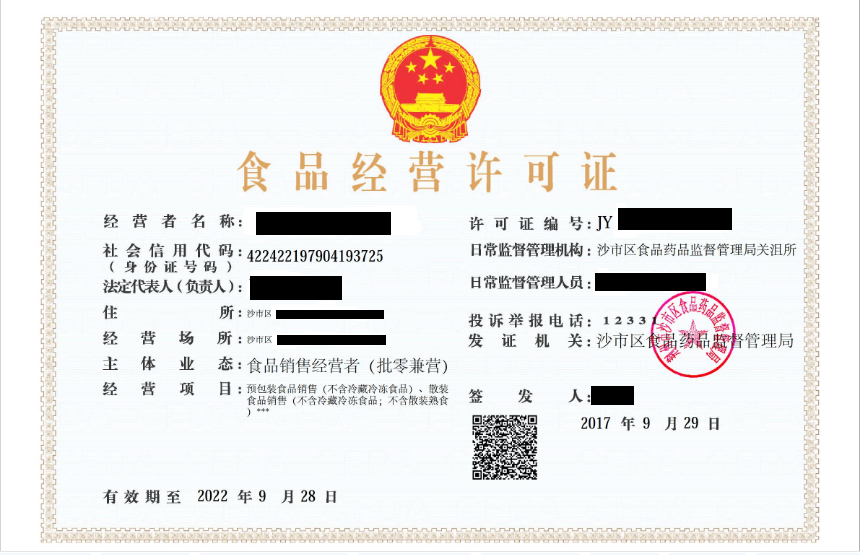 食品经营许可证
经营者名称:
社会信用代码:422422197904193725
(身份证号码)
法定代表人(负责人):
住所:沙市区
经营场所:沙市区
主体业态:食品销售经营者(批零兼营)
经营项目:预包装食品销售(不含冷藏冷冻食品)、散装
食品销售(不含冷藏冷冻食品;不含散装熟食
)***
有效期至 2022 年 9 月 28 日
许可证编号:JY
日常监督管理机构:沙市区食品药品监督管理局关沮所
日常监督管理人员:
投诉举报电话:12331
发证机关:沙市区食品药品监督管理局
签发人:
2017 年 9 月 29 日